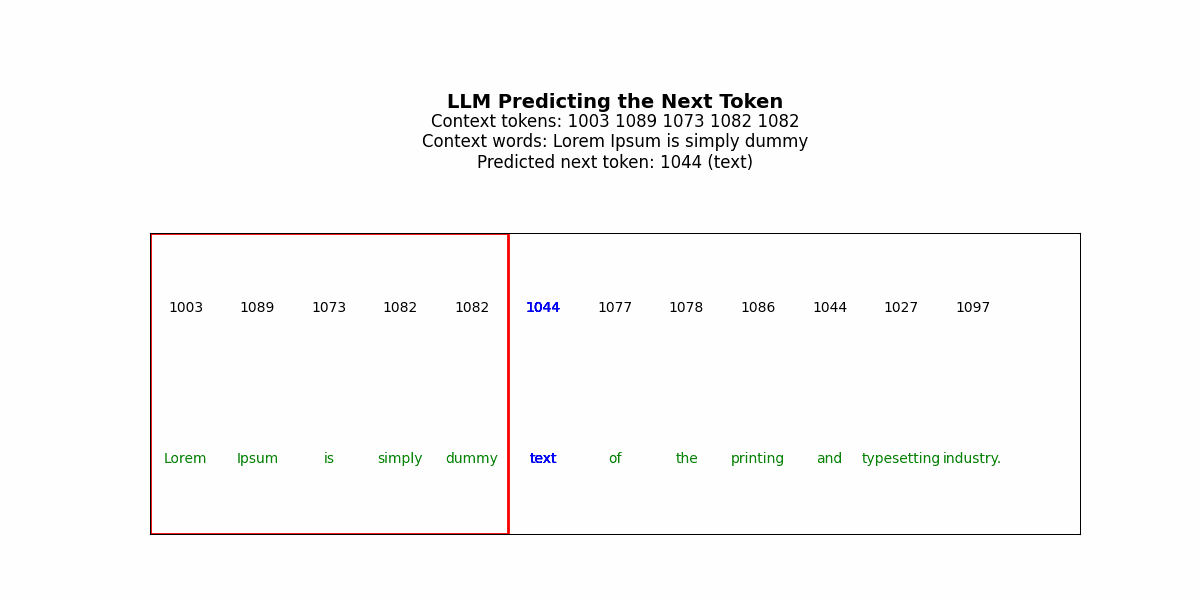 LLM Predicting the Next Token
Context tokens: 1003 1089 1073 1082 1082
Context words: Lorem Ipsum is simply dummy
Predicted next token: 1044 (text)
1003 1089 1073 1082 1082 1044 1077 1078 1086 1044 1027 1097
Lorem Ipsum is simply dummy text of the printing and typesetting industry.